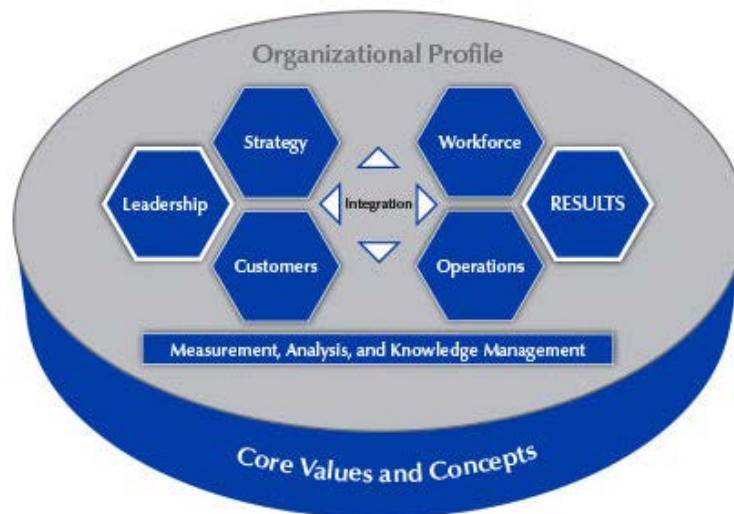 Organizational Profile
Strategy
Workforce
Leadership
Integration
RESULTS
Customers
Operations
Measurement, Analysis, and Knowledge Management
Core Values and Concepts